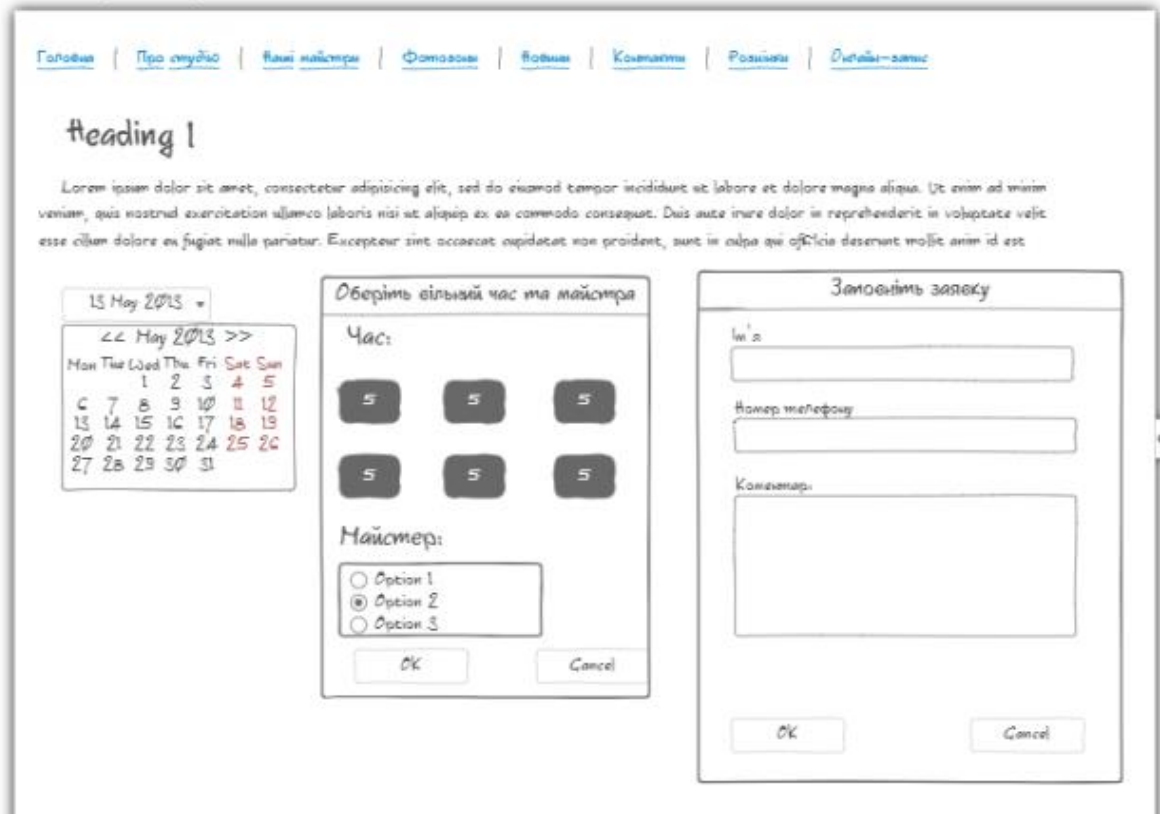 Головна | Про студію | Наші майстри | Фотозони | Новини | Контакти | Розцінки | Онлайн-запис
Heading 1
Lorem ipsum dolor sit amet, consectetur adipisicing elit, sed do eiusmod tempor incididunt ut labore et dolore magna aliqua. Ut enim ad minim
veniam, quis nostrud exercitation ullamco laboris nisi ut aliquip ex ea commodo consequat. Duis aute irure dolor in reprehenderit in voluptate velit
esse cillum dolore eu fugiat nulla pariatur. Excepteur sint occaecat cupidatat non proident, sunt in culpa qui officia deserunt mollit anim id est
13 May 2013
<< May 2013 >>
Mon Tue Wed Thu Fri Sat Sun
1 2 3 4 5
6 7 8 9 10 11 12
13 14 15 16 17 18 19
20 21 22 23 24 25 26
27 28 29 30 31
Оберіть вільний час та майстра
Час:
5 5 5
5 5 5
Майстер:
Option 1
Option 2
Option 3
OK Cancel
Заповніть заявку
Ім'я
Номер телефону
Коментар:
OK Cancel